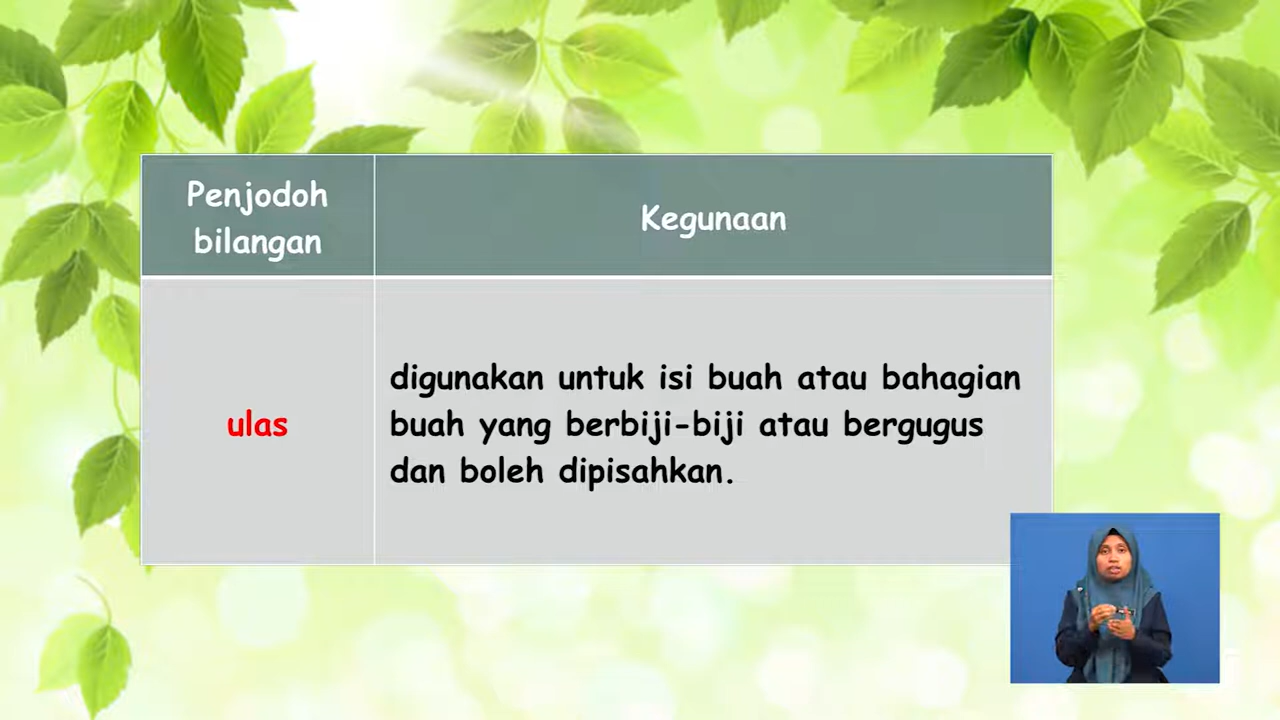 Penjodoh
bilangan
Kegunaan
ulas
digunakan untuk isi buah atau bahagian
buah yang berbiji-biji atau bergugus
dan boleh dipisahkan.